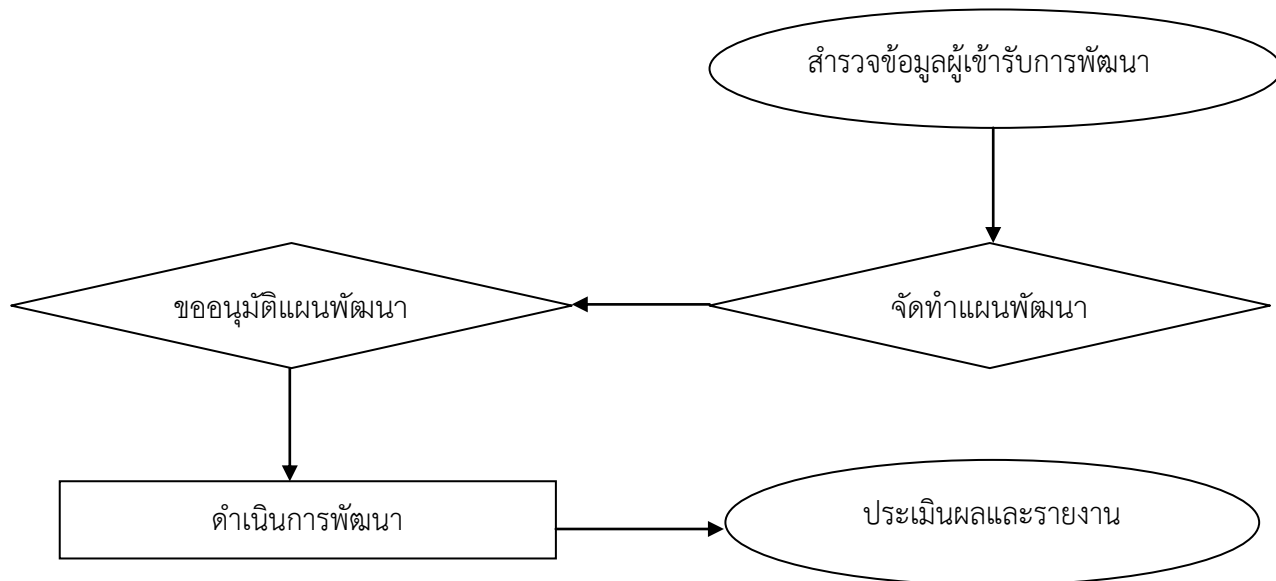 สำรวจข้อมูลผู้เข้ารับการพัฒนา
จัดทำแผนพัฒนา
ขออนุมัติแผนพัฒนา
ดำเนินการพัฒนา
ประเมินผลและรายงาน